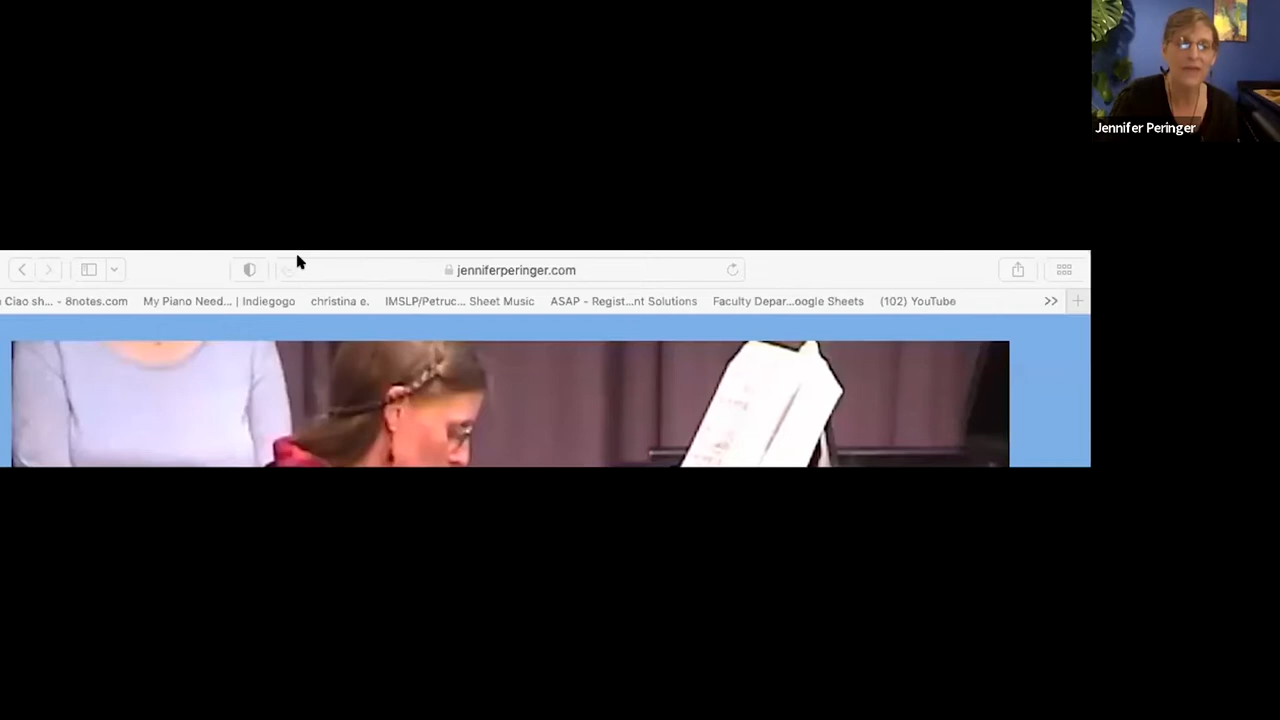 Jennifer Peringer
jenniferperinger.com
Ciao sh... - 8notes.com My Piano Need... | Indiegogo christina e. IMSLP/Petruc... Sheet Music ASAP - Regist...nt Solutions Faculty Depar...oogle Sheets (102) YouTube